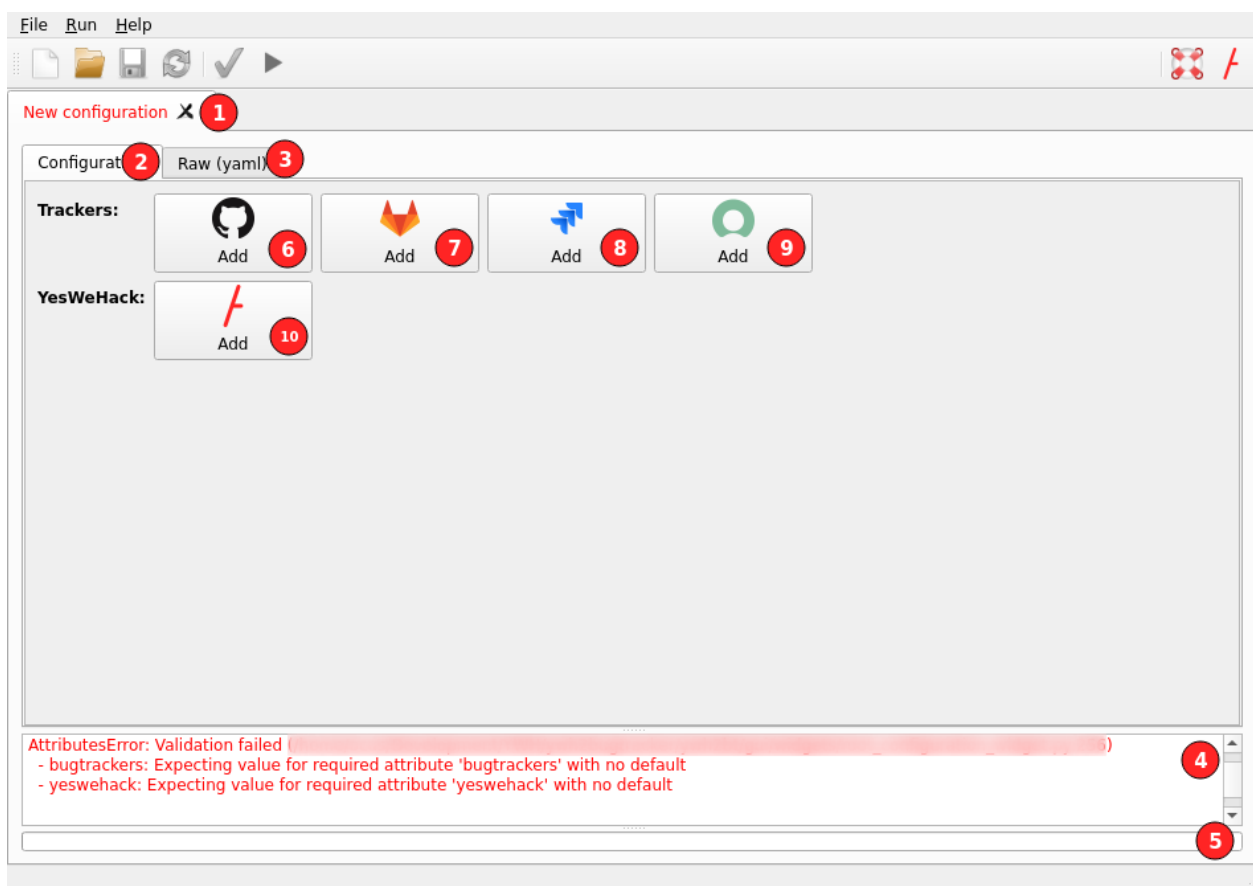 File Run Help
New configuration 1
2 Raw (yaml) 3
Trackers:
Add 6 Add 7 Add 8 Add 9
YesWeHack:
Add 10
AttributesError: Validation failed ( )
- bugtrackers: Expecting value for required attribute 'bugtrackers' with no default
- yeswehack: Expecting value for required attribute 'yeswehack' with no default
4
5